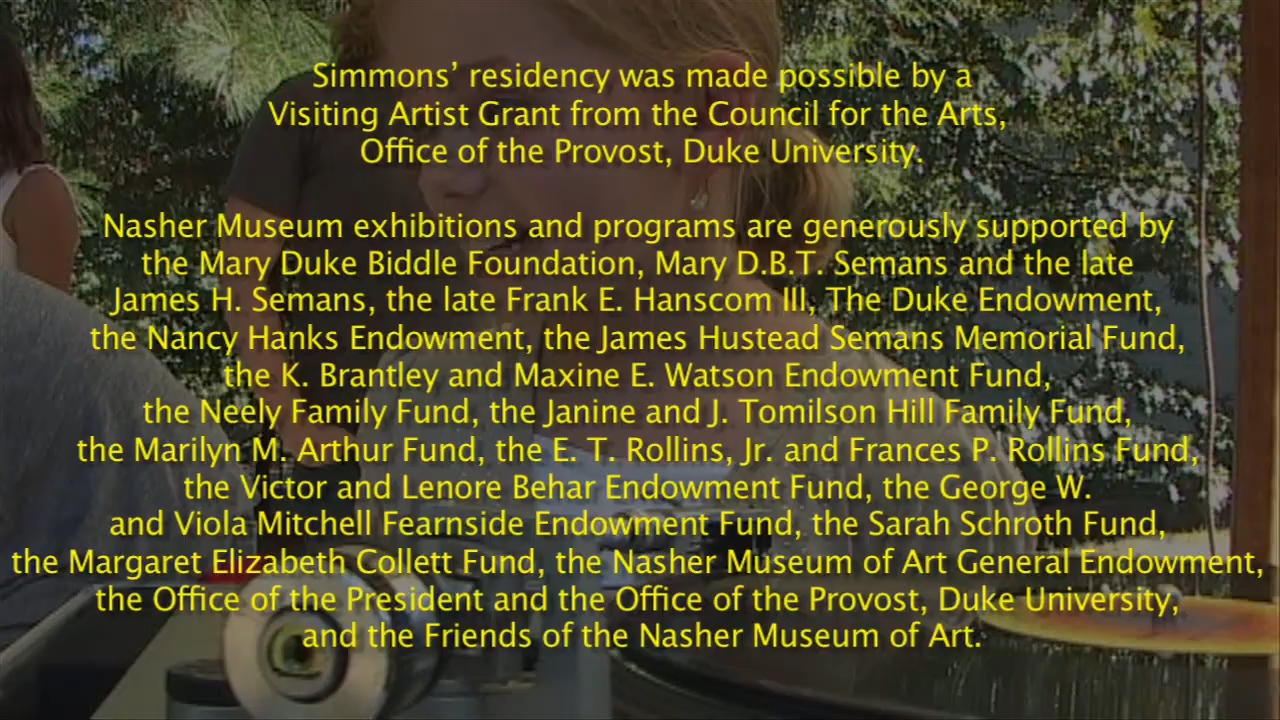 Simmons’ residency was made possible by a
Visiting Artist Grant from the Council for the Arts,
Office of the Provost, Duke University.
Nasher Museum exhibitions and programs are generously supported by
the Mary Duke Biddle Foundation, Mary D.B.T. Semans and the late
James H. Semans, the late Frank E. Hanscom III, The Duke Endowment,
the Nancy Hanks Endowment, the James Hustead Semans Memorial Fund,
the K. Brantley and Maxine E. Watson Endowment Fund,
the Neely Family Fund, the Janine and J. Tomilson Hill Family Fund,
the Marilyn M. Arthur Fund, the E. T. Rollins, Jr. and Frances P. Rollins Fund,
the Victor and Lenore Behar Endowment Fund, the George W.
and Viola Mitchell Fearnside Endowment Fund, the Sarah Schroth Fund,
the Margaret Elizabeth Collett Fund, the Nasher Museum of Art General Endowment,
the Office of the President and the Office of the Provost, Duke University,
and the Friends of the Nasher Museum of Art.